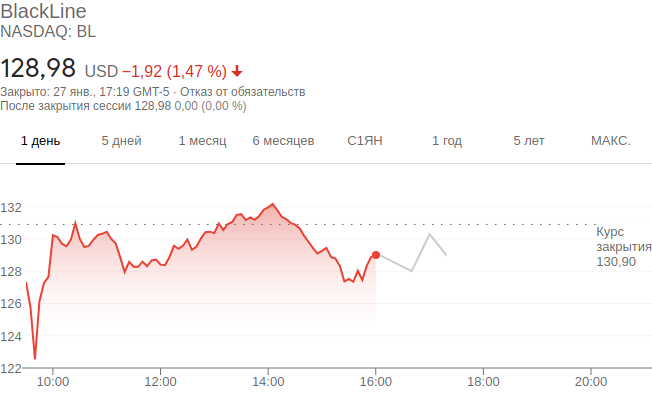 BlackLine
NASDAQ: BL
128,98 USD −1,92 (1,47 %)
Закрыто: 27 янв., 17:19 GMT-5 · Отказ от обязательств
После закрытия сессии 128,98 0,00 (0,00 %)
1 день 5 дней 1 месяц 6 месяцев С1ЯН 1 год 5 лет МАКС.
132
130
128
126
124
122
Курс
закрытия
130,90
10:00 12:00 14:00 16:00 18:00 20:00